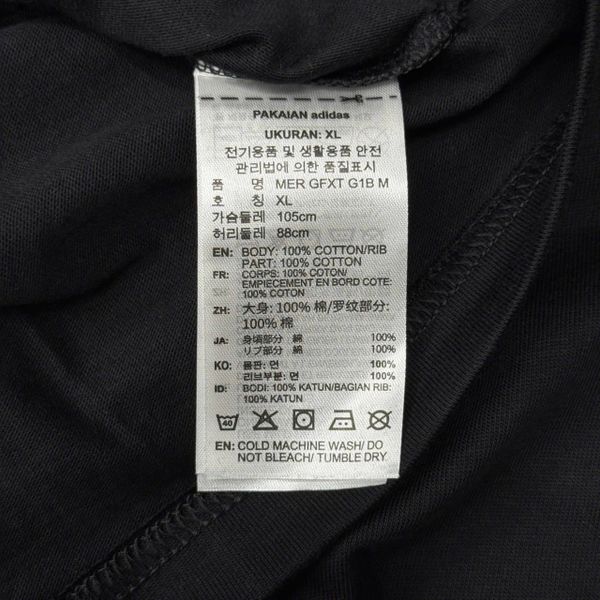 PAKAIAN adidas
UKURAN: XL
전기용품 및 생활용품 안전
관리법에 의한 품질표시
품 명 MER GFXT G1B M
호 칭 XL
가슴둘레 105cm
허리둘레 88cm
EN: BODY: 100% COTTON/RIB
PART: 100% COTTON
FR: CORPS: 100% COTON/
EMPIECEMENT EN BORD COTE:
100% COTON
ZH: 大身: 100% 棉/罗纹部分:
100% 棉
JA: 身頃部分 綿 100%
リブ部分 綿 100%
KO: 몸판: 면 100%
리브부분: 면 100%
ID: BODI: 100% KATUN/BAGIAN RIB:
100% KATUN
40
EN: COLD MACHINE WASH/ DO
NOT BLEACH/ TUMBLE DRY